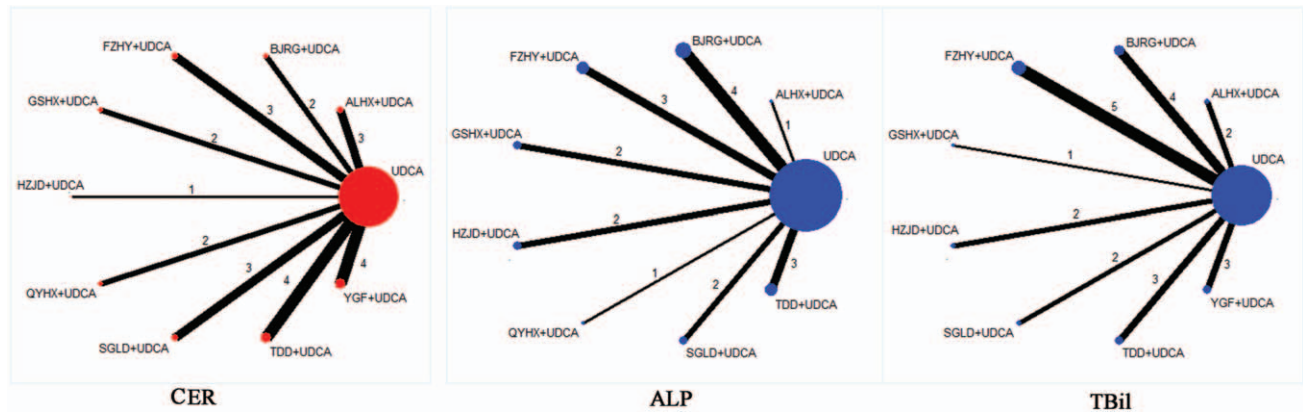 FZHY+UDCA
BJRG+UDCA
GSHX+UDCA
ALHX+UDCA
3
2
3
2
UDCA
HZJD+UDCA
1
2
3
4
4
QYHX+UDCA
YGF+UDCA
SGLD+UDCA
TDD+UDCA
CER
BJRG+UDCA
FZHY+UDCA
4
3
ALHX+UDCA
1
GSHX+UDCA
2
UDCA
HZJD+UDCA
2
1
2
3
TDD+UDCA
QYHX+UDCA
SGLD+UDCA
ALP
BJRG+UDCA
FZHY+UDCA
ALHX+UDCA
4
5
2
GSHX+UDCA
1
UDCA
HZJD+UDCA
2
2
3
3
YGF+UDCA
SGLD+UDCA
TDD+UDCA
TBil